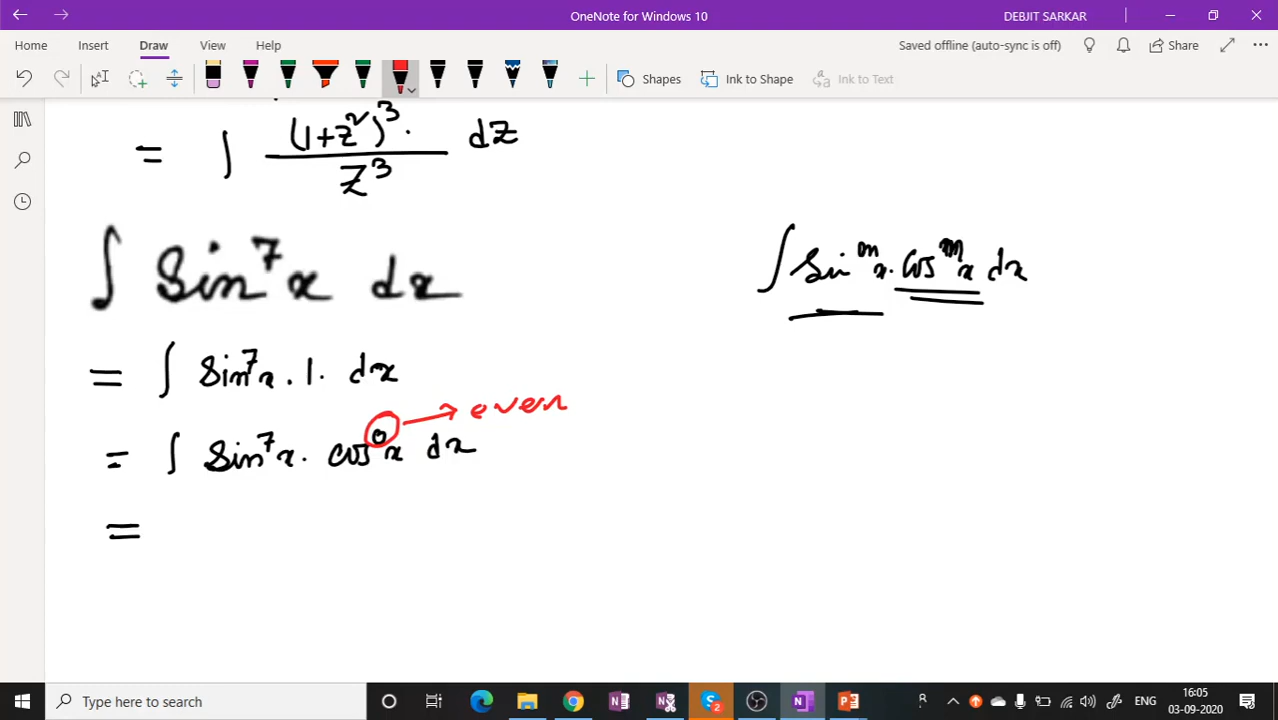 OneNote for Windows 10
DEBJIT SARKAR
Home Insert Draw View Help
Saved offline (auto-sync is off)
Share
Shapes
Ink to Shape
Ink to Text
= ∫ (1+z²)³. / z³ dz
∫ Sin⁷x dx
∫ sinᵐx. cosⁿx dx
= ∫ Sin⁷x . 1. dx
even
= ∫ Sin⁷x . cos⁰x dx
=
Type here to search
2
ENG
16:05
03-09-2020